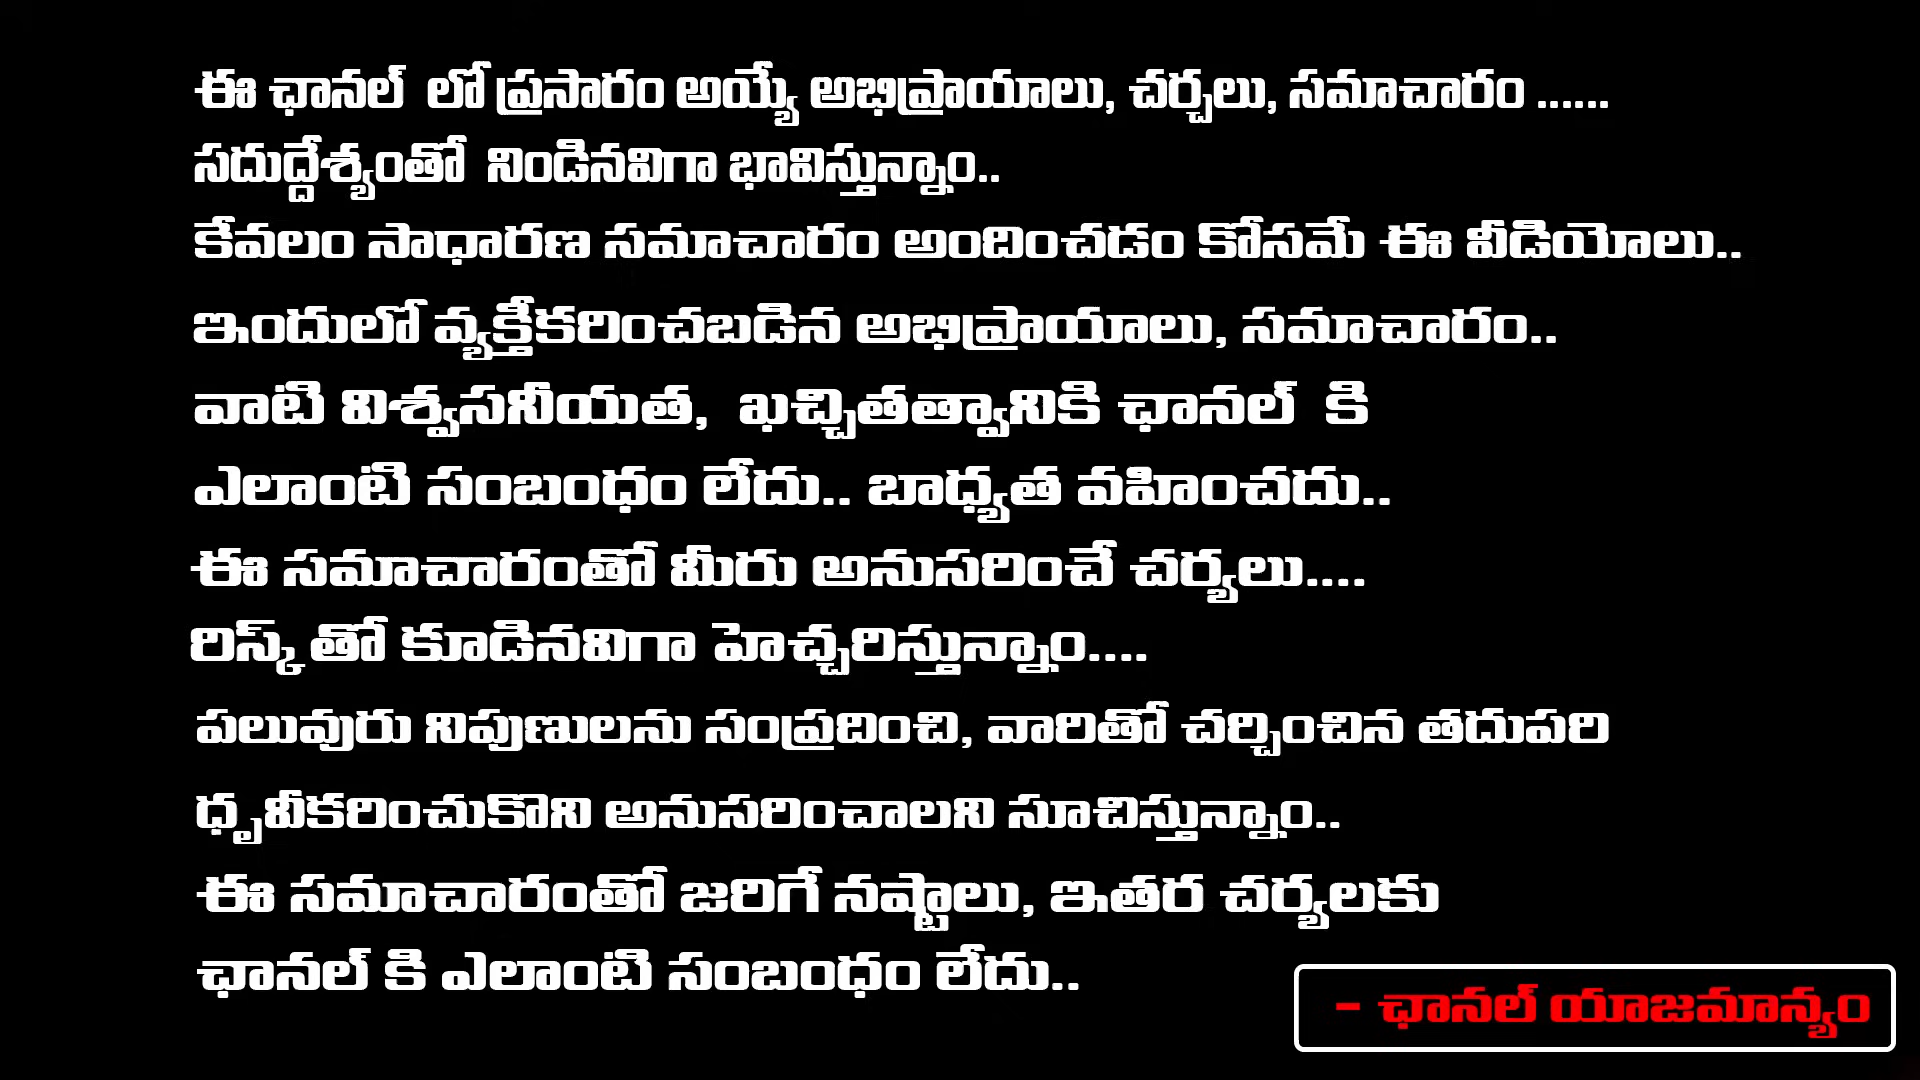 ఈ ఛానల్ లో ప్రసారం అయ్యే అభిప్రాయాలు, చర్చలు, సమాచారం ......
సదుద్దేశ్యంతో నిండినవిగా భావిస్తున్నాం..
కేవలం సాధారణ సమాచారం అందించడం కోసమే ఈ వీడియోలు..
ఇందులో వ్యక్తీకరించబడిన అభిప్రాయాలు, సమాచారం..
వాటి విశ్వసనీయత, ఖచ్చితత్వానికి ఛానల్ కి
ఎలాంటి సంబంధం లేదు.. బాధ్యత వహించదు..
ఈ సమాచారంతో మీరు అనుసరించే చర్యలు....
రిస్క్ తో కూడినవిగా హెచ్చరిస్తున్నాం....
పలువురు నిపుణులను సంప్రదించి, వారితో చర్చించిన తదుపరి
ధృవీకరించుకొని అనుసరించాలని సూచిస్తున్నాం..
ఈ సమాచారంతో జరిగే నష్టాలు, ఇతర చర్యలకు
ఛానల్ కి ఎలాంటి సంబంధం లేదు..
- ఛానల్ యాజమాన్యం